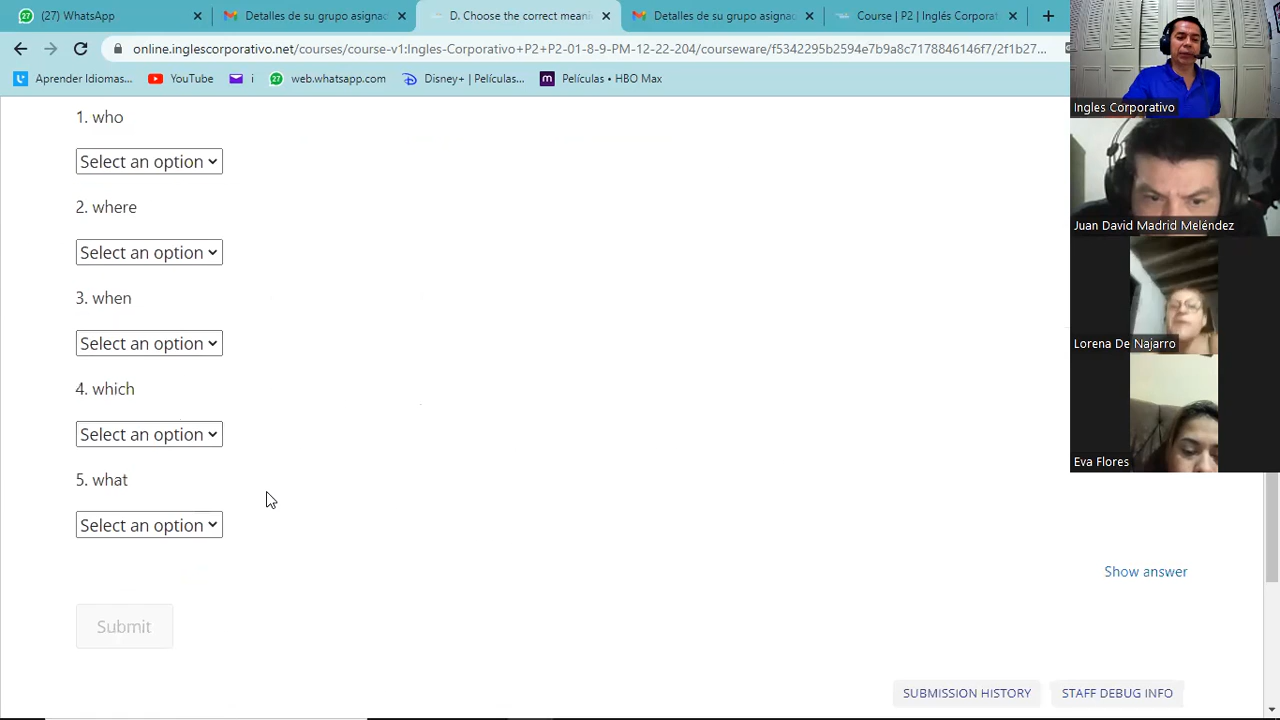 (27) WhatsApp
Detalles de su grupo asignac
D. Choose the correct meani
Detalles de su grupo asignac
Course | P2 | Inglés Corporat
online.inglescorporativo.net/courses/course-v1:Ingles-Corporativo+P2+P2-01-8-9-PM-12-22-204/courseware/
Aprender Idiomas...
YouTube
i
web.whatsapp.com
Disney+ | Películas...
Películas • HBO Max
Ingles Corporativo
Juan David Madrid Meléndez
Lorena De Najarro
Eva Flores
1. who
Select an option
2. where
Select an option
3. when
Select an option
4. which
Select an option
5. what
Select an option
Show answer
Submit
SUBMISSION HISTORY
STAFF DEBUG INFO